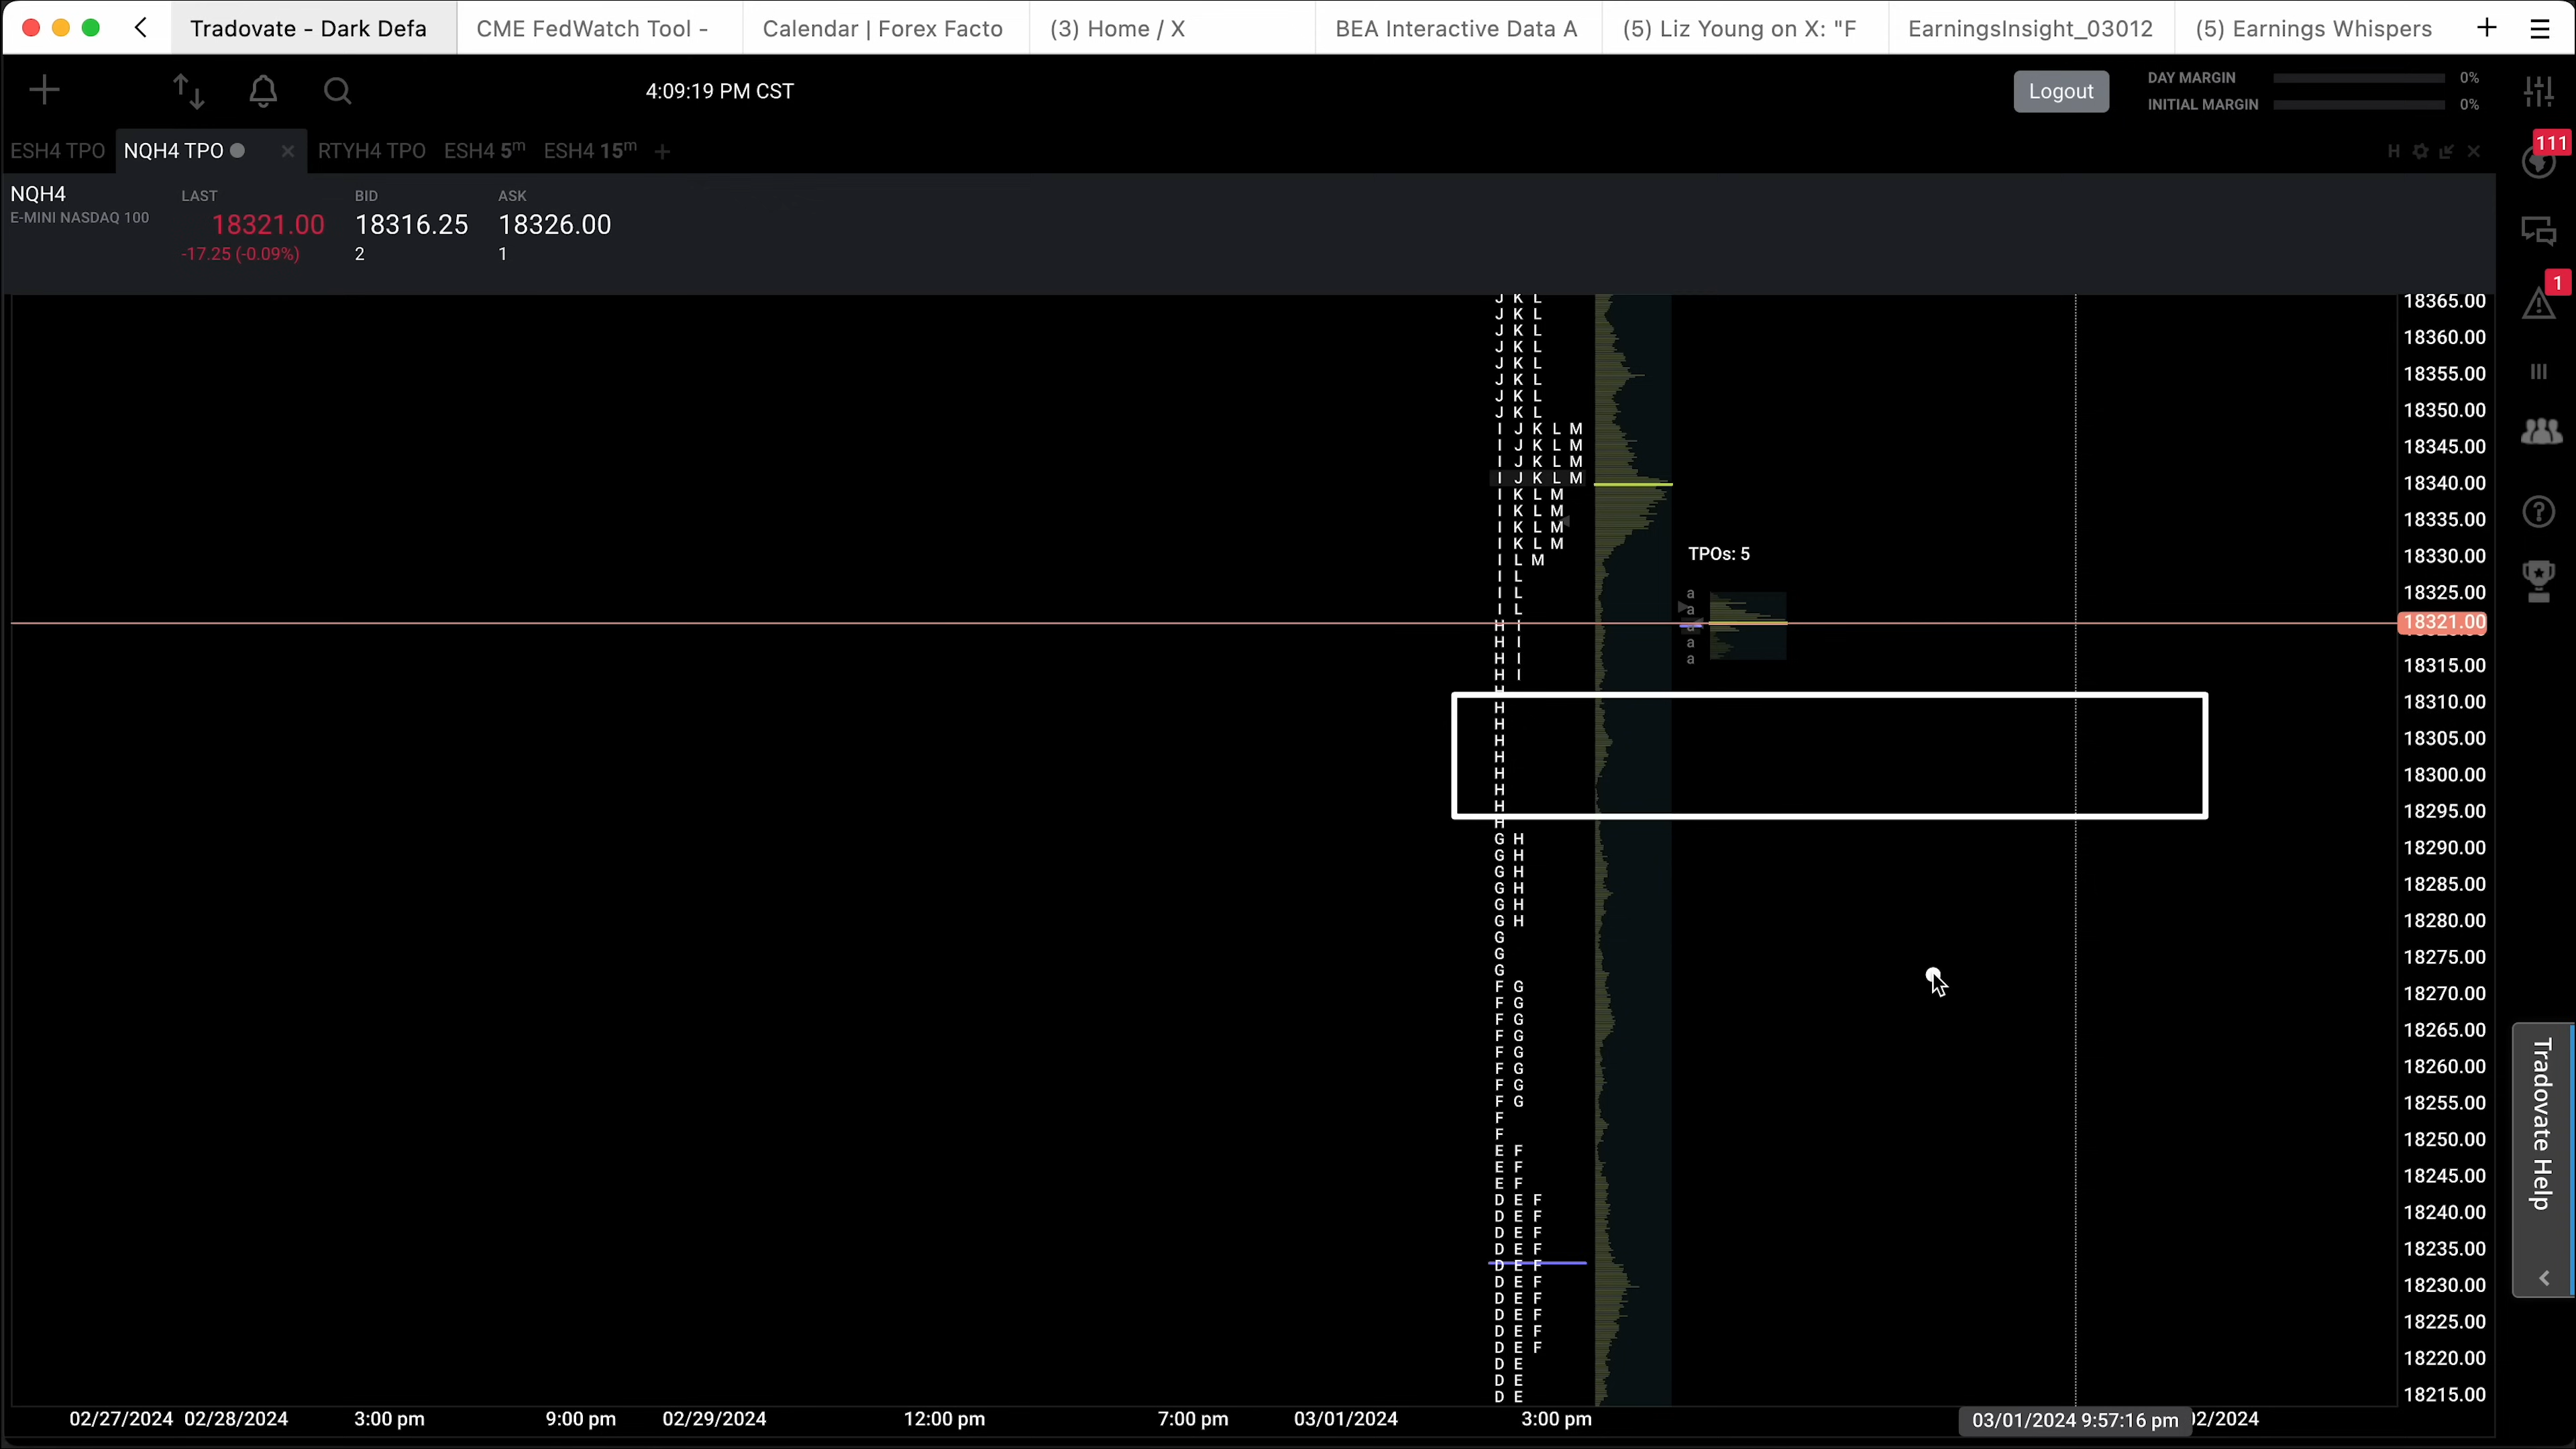 Tradovate - Dark Defa
CME FedWatch Tool -
Calendar | Forex Facto
(3) Home / X
BEA Interactive Data A
(5) Liz Young on X: "F
EarningsInsight_03012
(5) Earnings Whispers
4:09:19 PM CST
Logout
DAY MARGIN 0%
INITIAL MARGIN 0%
111
1
ESH4 TPO
NQH4 TPO
RTYH4 TPO
ESH4 5m
ESH4 15m
H
NQH4
E-MINI NASDAQ 100
LAST
18321.00
-17.25 (-0.09%)
BID
18316.25
2
ASK
18326.00
1
J K L
J K L
J K L
J K L
J K L
J K L
J K L
J K L
I J K L M
I J K L M
I J K L M
I J K L M
I K L M
I K L M
I K L M
I K L M
I L M
I L
I L
I L
H I
H I
H I
H I
H
H
H
H
H
H
H
H
H
G H
G H
G H
G H
G H
G H
G
G
G
F G
F G
F G
F G
F G
F G
F G
F G
F
F
E F
E F
E F
D E F
D E F
D E F
D E F
D E F
D E F
D E F
D E F
D E F
D E F
D E
D E
D E
TPOs: 5
a
a
a
a
a
18365.00
18360.00
18355.00
18350.00
18345.00
18340.00
18335.00
18330.00
18325.00
18321.00
18315.00
18310.00
18305.00
18300.00
18295.00
18290.00
18285.00
18280.00
18275.00
18270.00
18265.00
18260.00
18255.00
18250.00
18245.00
18240.00
18235.00
18230.00
18225.00
18220.00
18215.00
Tradovate Help
02/27/2024 02/28/2024 3:00 pm 9:00 pm 02/29/2024 12:00 pm 7:00 pm 03/01/2024 3:00 pm 03/01/2024 9:57:16 pm 02/2024